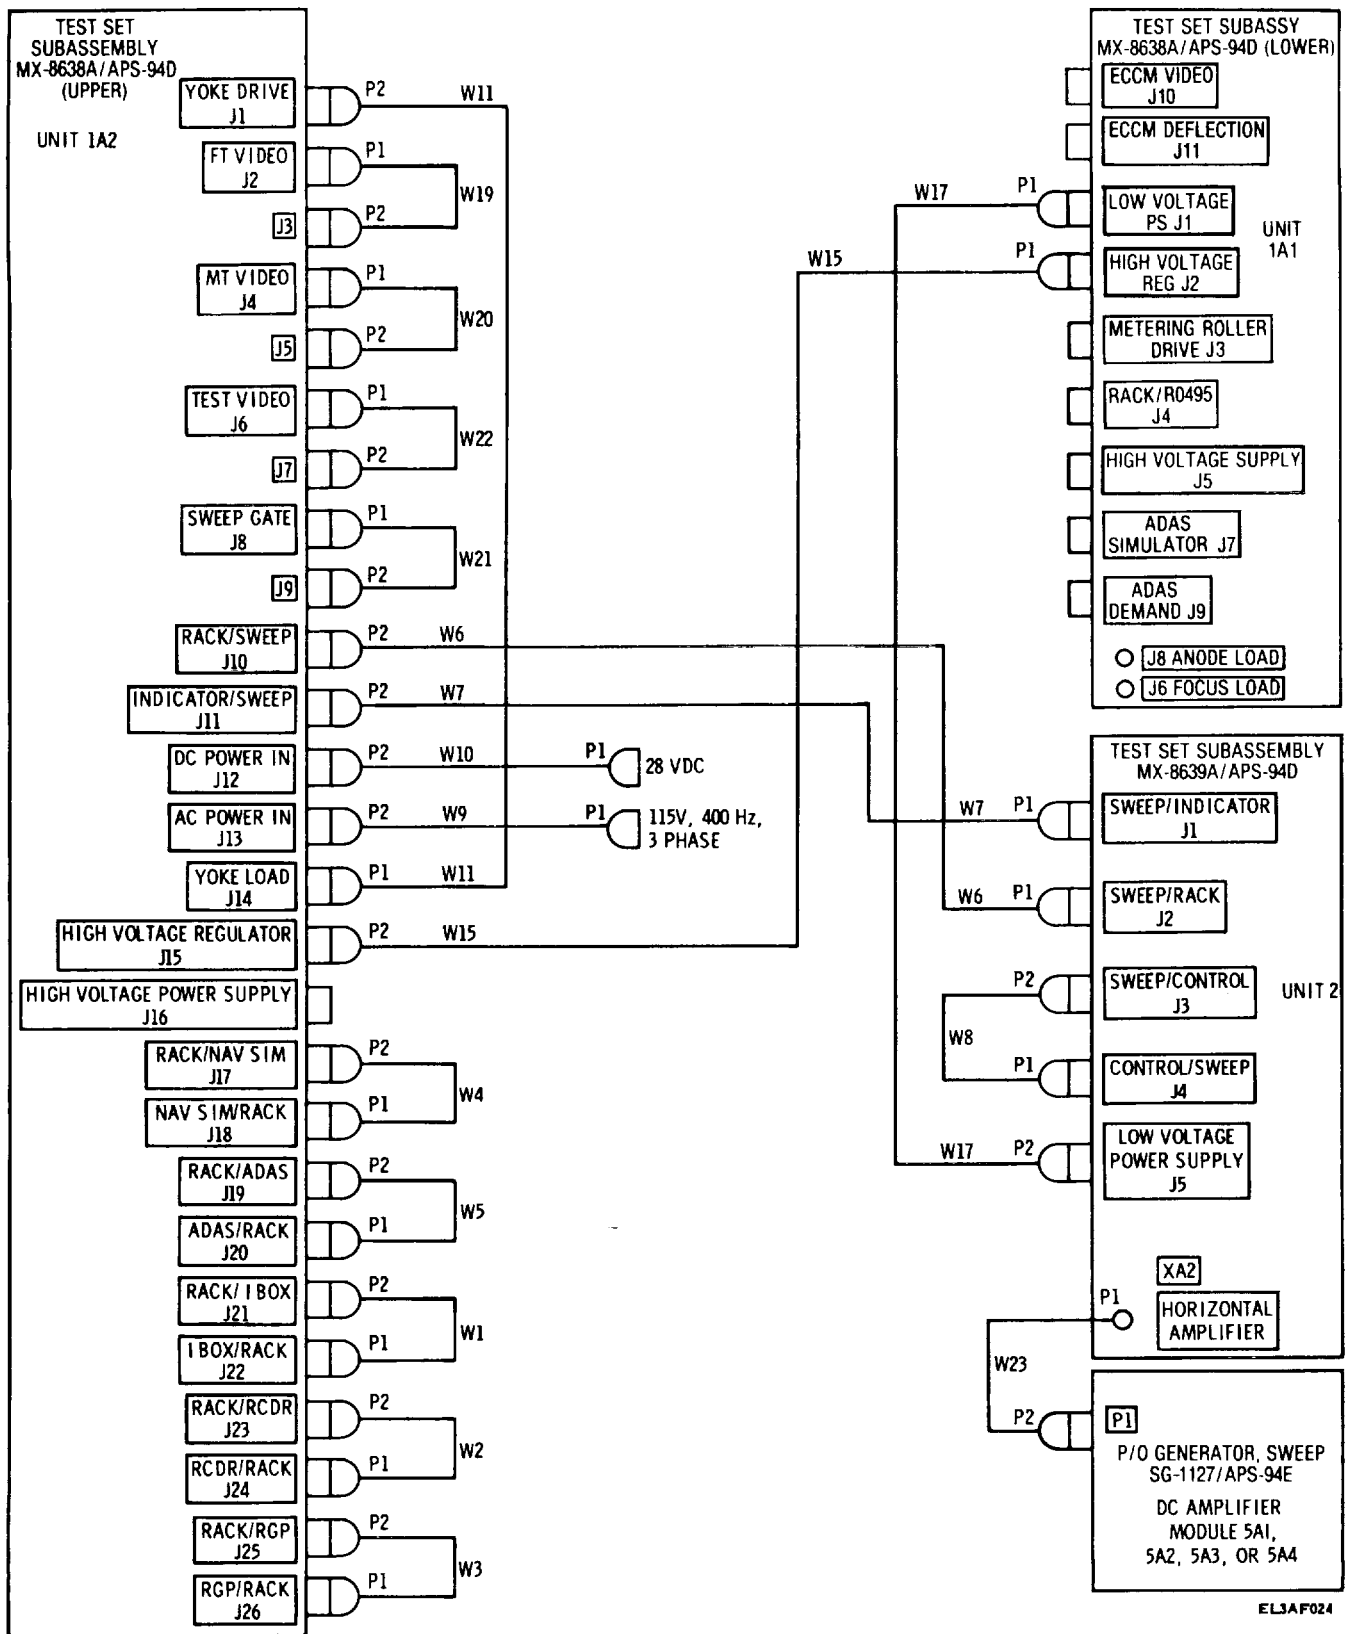 TEST SET
SUBASSEMBLY
MX-8638A/APS-94D
(UPPER)
UNIT 1A2
YOKE DRIVE
J1
P2
W11
FT VIDEO
J2
P1
W19
J3
P2
MT VIDEO
J4
P1
W20
J5
P2
TEST VIDEO
J6
P1
W22
J7
P2
SWEEP GATE
J8
P1
W21
J9
P2
RACK/SWEEP
J10
P2
W6
INDICATOR/SWEEP
J11
P2
W7
DC POWER IN
J12
P2
W10
P1
28 VDC
AC POWER IN
J13
P2
W9
P1
115V, 400 Hz,
3 PHASE
YOKE LOAD
J14
P1
W11
HIGH VOLTAGE REGULATOR
J15
P2
W15
HIGH VOLTAGE POWER SUPPLY
J16
RACK/NAV SIM
J17
P2
W4
NAV SIM/RACK
J18
P1
RACK/ADAS
J19
P2
W5
ADAS/RACK
J20
P1
RACK/ I BOX
J21
P2
W1
I BOX/RACK
J22
P1
RACK/RCDR
J23
P2
W2
RCDR/RACK
J24
P1
RACK/RGP
J25
P2
W3
RGP/RACK
J26
P1
TEST SET SUBASSY
MX-8638A/APS-94D (LOWER)
ECCM VIDEO
J10
ECCM DEFLECTION
J11
W17
P1
LOW VOLTAGE
PS J1
UNIT
1A1
W15
P1
HIGH VOLTAGE
REG J2
METERING ROLLER
DRIVE J3
RACK/R0495
J4
HIGH VOLTAGE SUPPLY
J5
ADAS
SIMULATOR J7
ADAS
DEMAND J9
J8 ANODE LOAD
J6 FOCUS LOAD
TEST SET SUBASSEMBLY
MX-8639A/APS-94D
W7
P1
SWEEP/INDICATOR
J1
W6
P1
SWEEP/RACK
J2
P2
SWEEP/CONTROL
J3
UNIT 2
W8
P1
CONTROL/SWEEP
J4
W17
P2
LOW VOLTAGE
POWER SUPPLY
J5
XA2
P1
HORIZONTAL
AMPLIFIER
W23
P2
P1
P/O GENERATOR, SWEEP
SG-1127/APS-94E
DC AMPLIFIER
MODULE 5A1,
5A2, 5A3, OR 5A4
EL3AF024